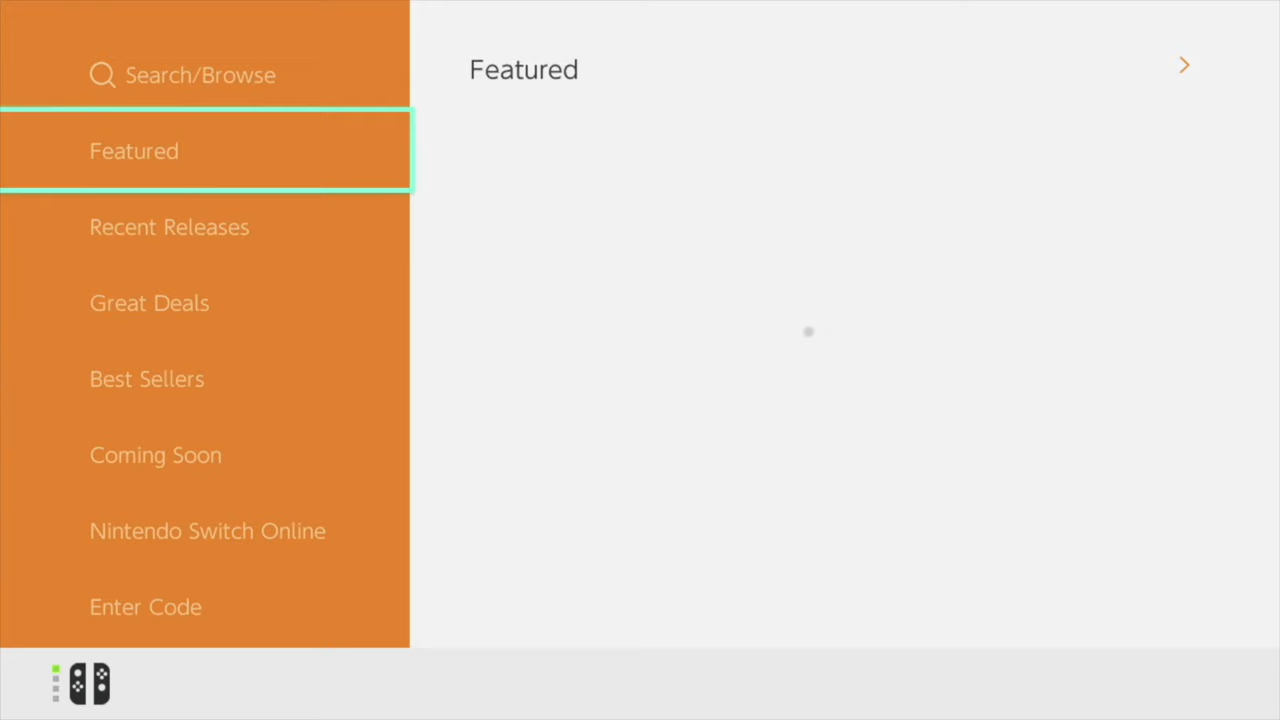 Search/Browse
Featured
Recent Releases
Great Deals
Best Sellers
Coming Soon
Nintendo Switch Online
Enter Code
Featured